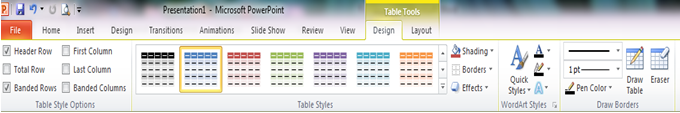 Presentation1 - Microsoft PowerPoint
Table Tools
File Home Insert Design Transitions Animations Slide Show Review View Design Layout
Header Row First Column
Total Row Last Column
Banded Rows Banded Columns
Table Style Options
Table Styles
Shading
Borders
Effects
Quick Styles
WordArt Styles
1 pt
Pen Color
Draw Table
Eraser
Draw Borders